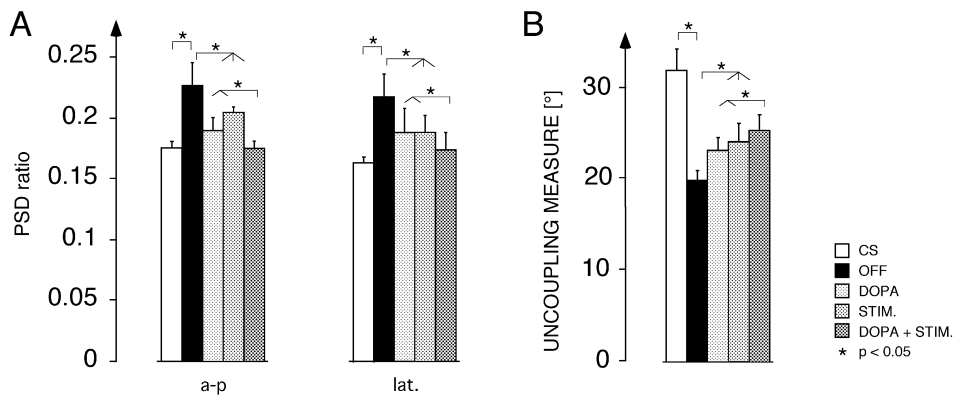 A
B
PSD ratio
0.25
0.2
0.15
0.1
0.05
0
*
*
*
*
*
*
a-p
lat.
UNCOUPLING MEASURE [°]
30
20
10
0
*
*
*
CS
OFF
DOPA
STIM.
DOPA + STIM.
* p < 0.05